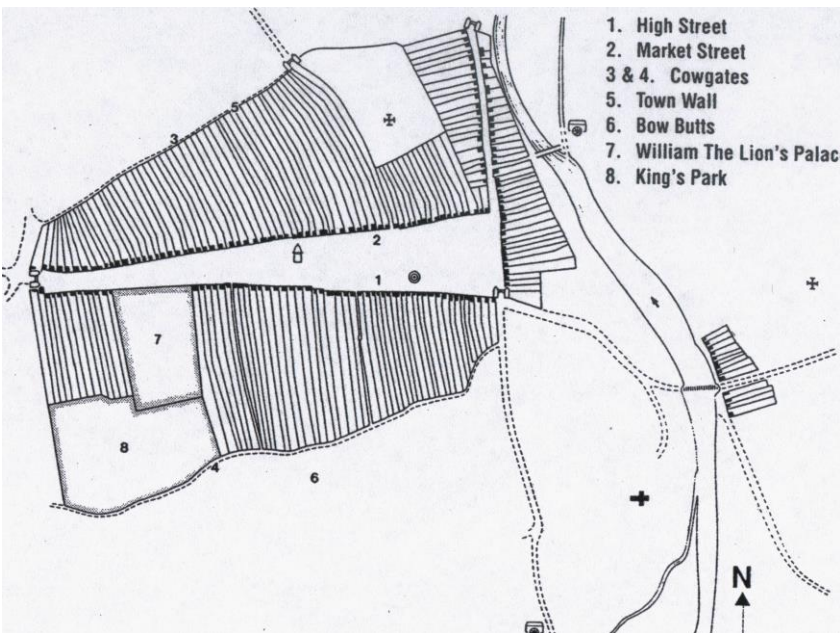 1. High Street
2. Market Street
3 & 4. Cowgates
5. Town Wall
6. Bow Butts
7. William The Lion's Palac
8. King's Park
5
3
2
1
7
8
4
6
N